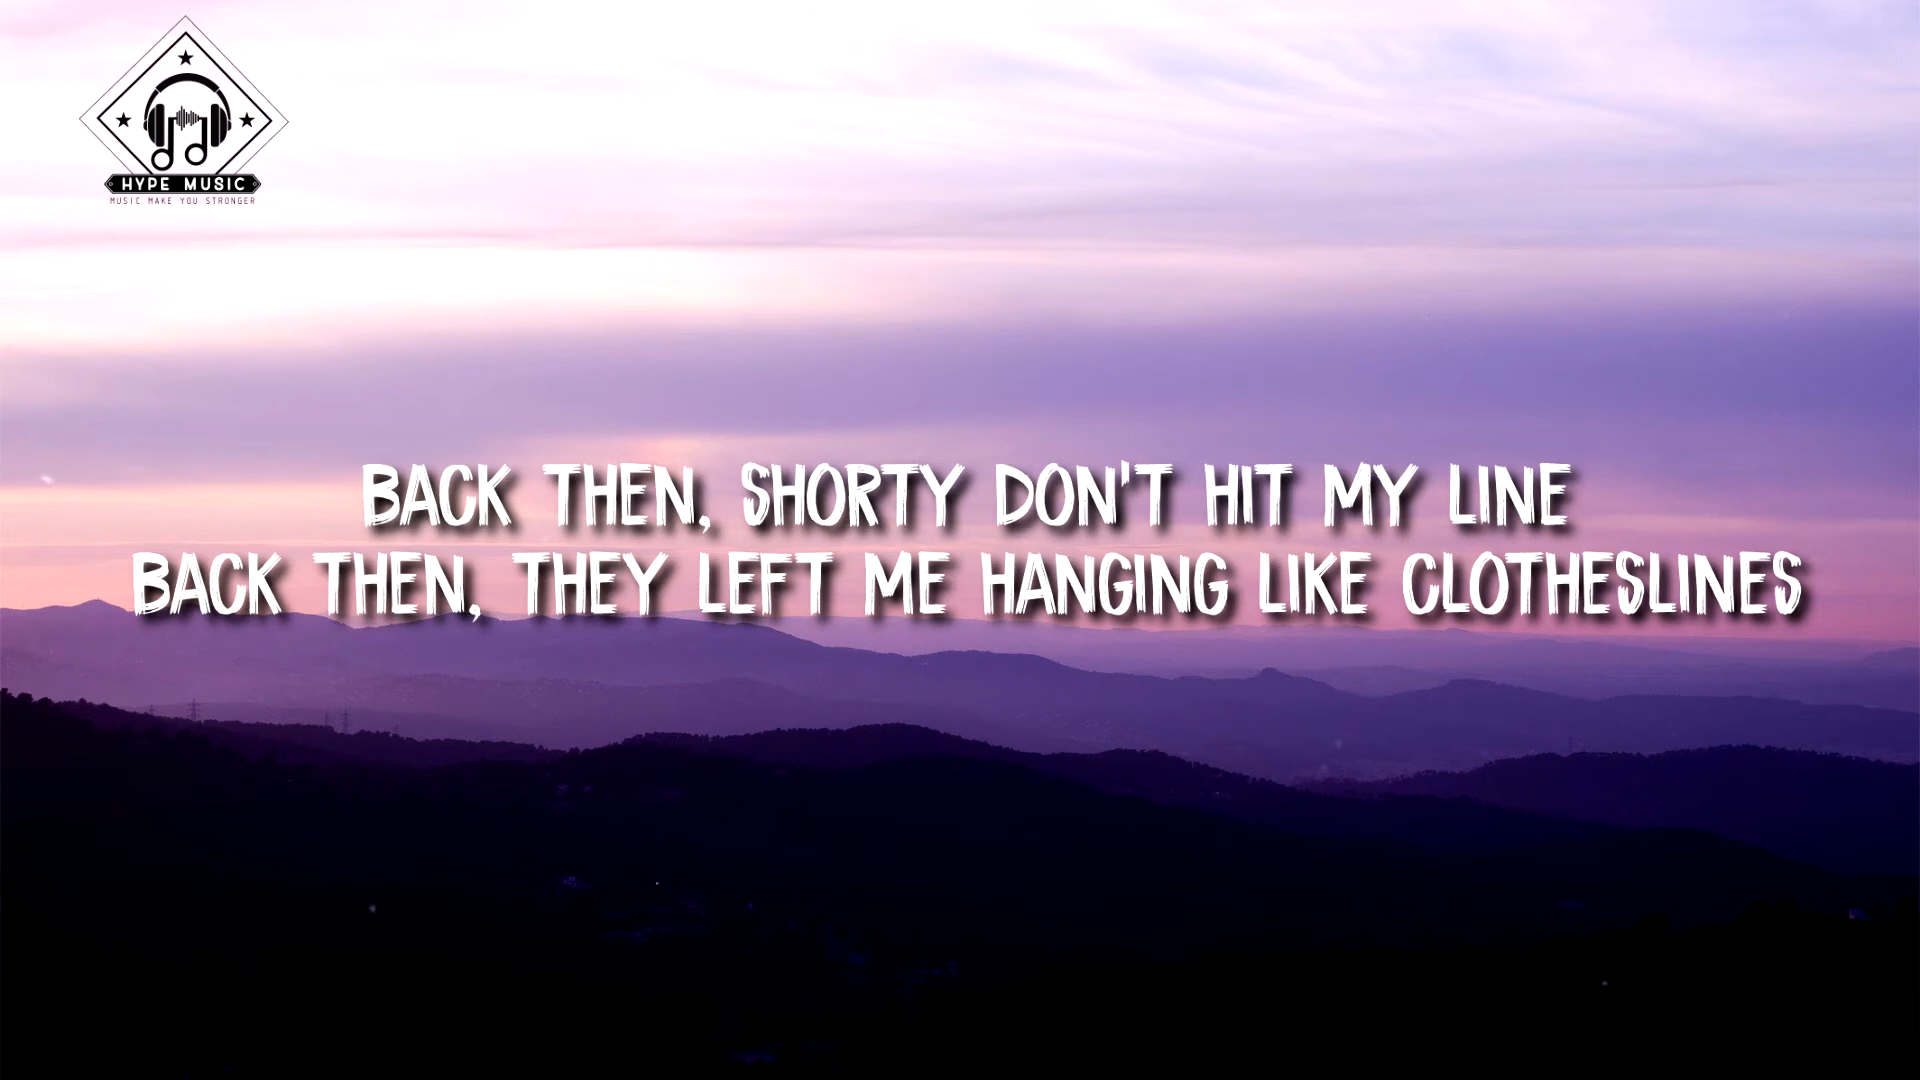 HYPE MUSIC
MUSIC MAKE YOU STRONGER
BACK THEN, SHORTY DON'T HIT MY LINE
BACK THEN, THEY LEFT ME HANGING LIKE CLOTHESLINES